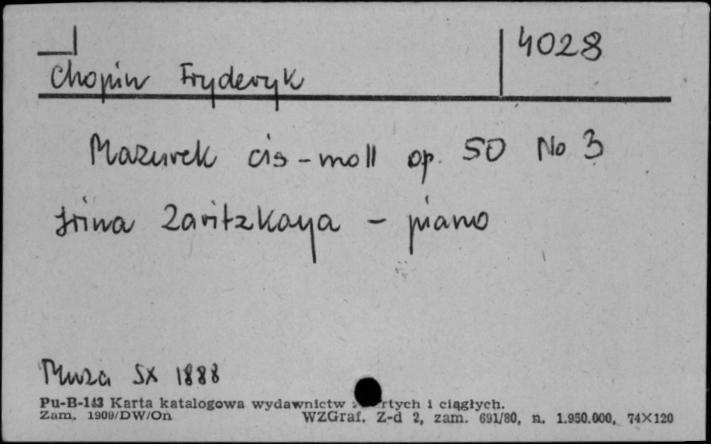 4028
Chopin Fryderyk
Mazurek cis-moll op. 50 No 3
Irina Zaritzkaya - piano
Muza SX 1888
Pu-B-143 Karta katalogowa wydawnictw i ciągłych.
Zam. 1909/DW/On WZGraf. Z-d 2, zam. 691/80, n. 1.950.000, 74X120